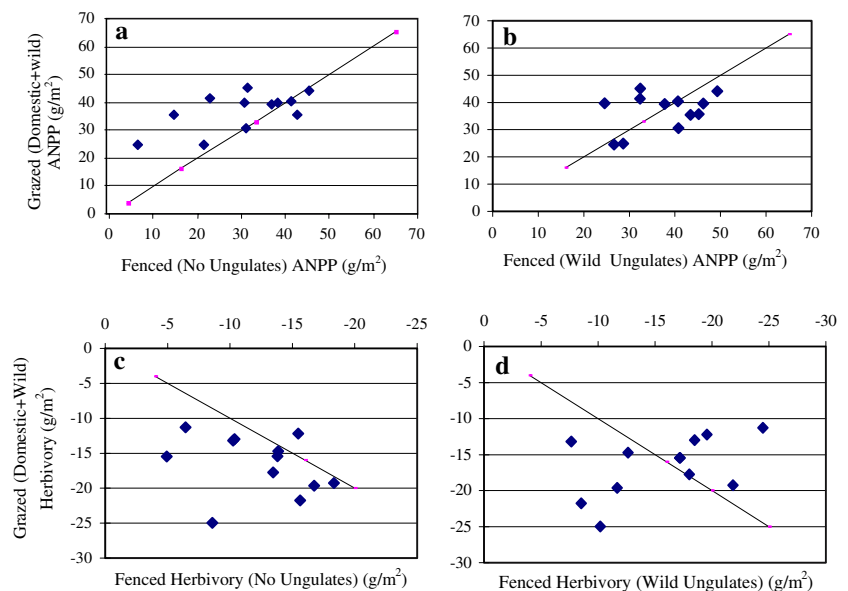 a
70
60
50
40
30
20
10
0
0 10 20 30 40 50 60 70
Grazed (Domestic+wild)
ANPP (g/m²)
Fenced (No Ungulates) ANPP (g/m²)
b
70
60
50
40
30
20
10
0
0 10 20 30 40 50 60 70
Fenced (Wild Ungulates) ANPP (g/m²)
0 -5 -10 -15 -20 -25
c
0
-5
-10
-15
-20
-25
-30
Grazed (Domestic+Wild)
Herbivory (g/m²)
Fenced Herbivory (No Ungulates) (g/m²)
0 -5 -10 -15 -20 -25 -30
d
0
-5
-10
-15
-20
-25
-30
Fenced Herbivory (Wild Ungulates) (g/m²)